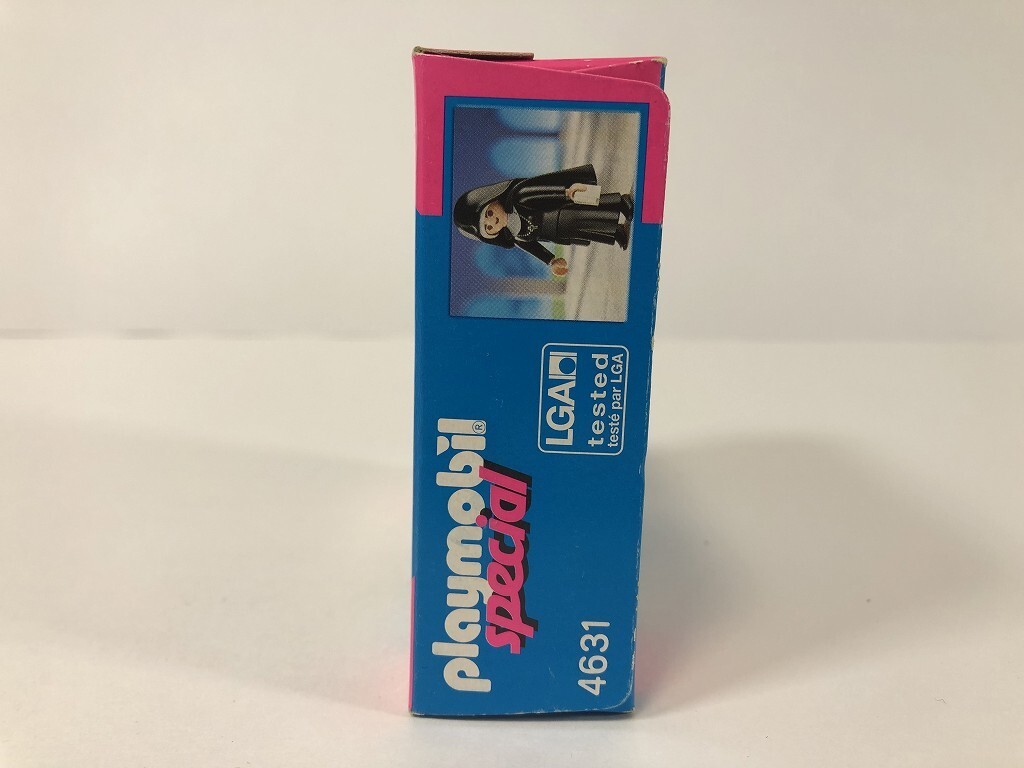 playmobil®
special
4631
LGA
tested
testé par LGA